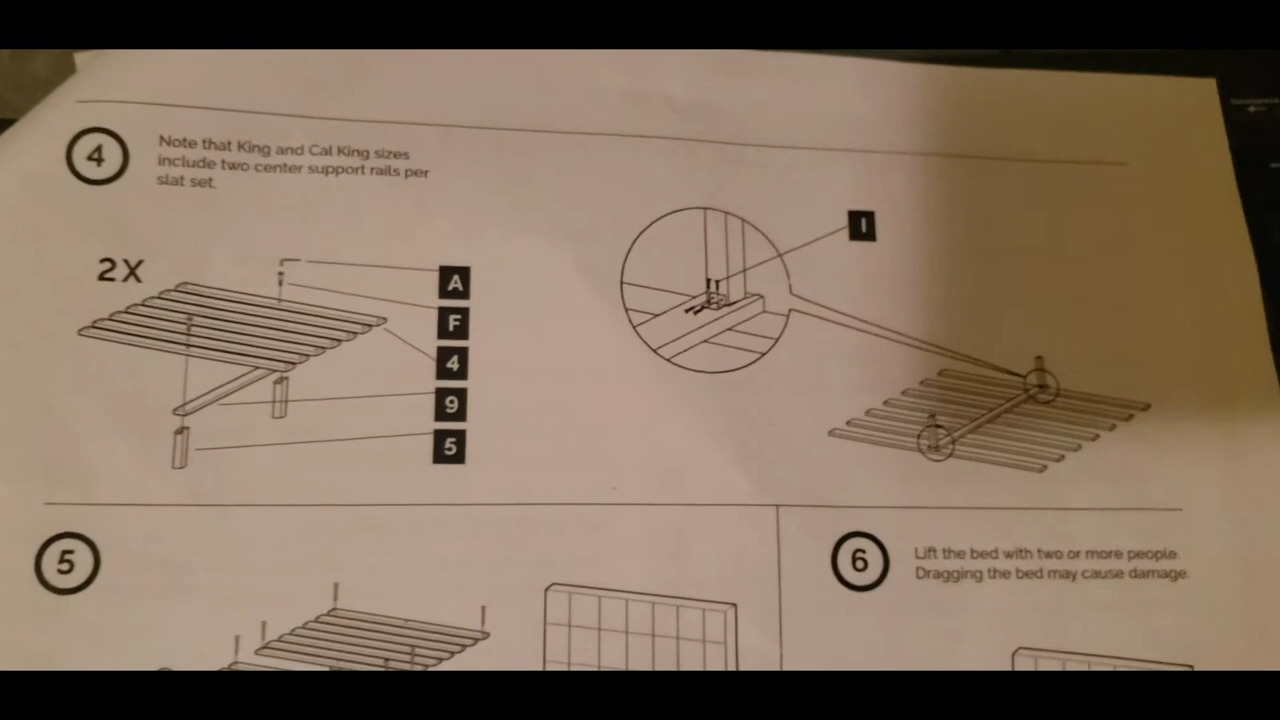 4
Note that King and Cal King sizes
include two center support rails per
slat set.
2X
A
F
4
9
5
I
5
6
Lift the bed with two or more people.
Dragging the bed may cause damage.